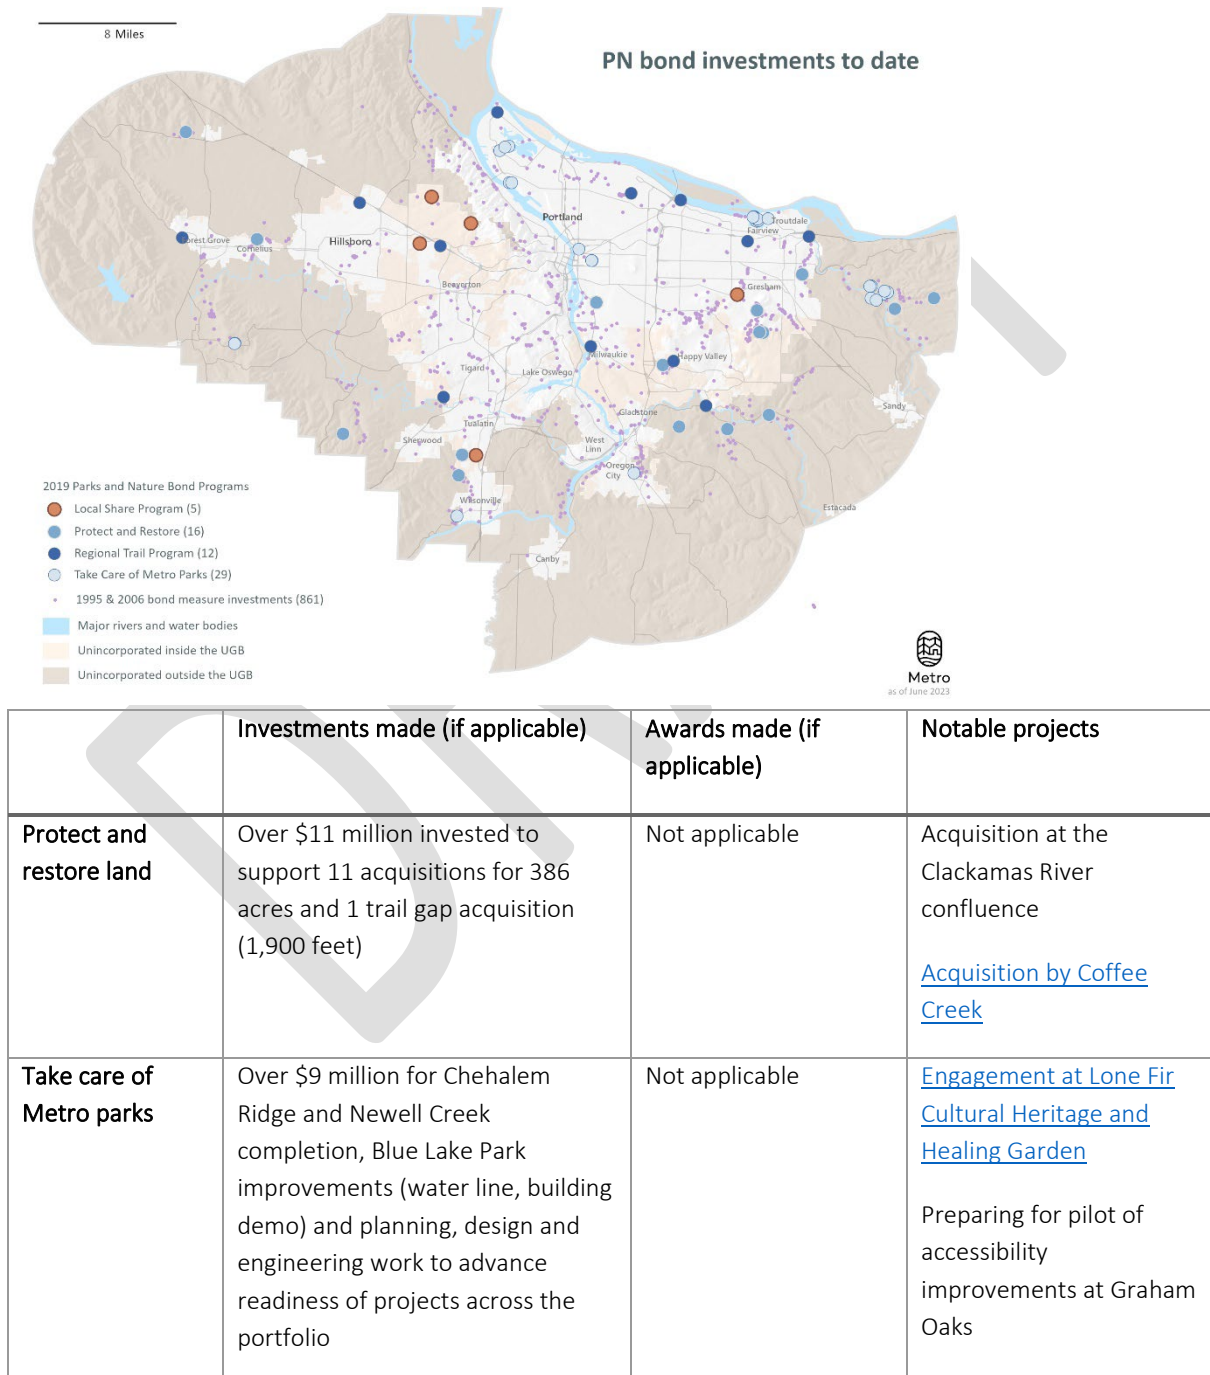 8 Miles
PN bond investments to date
Portland
Troutdale
Fairview
Forest Grove
Cornelius
Hillsboro
Beaverton
Gresham
Milwaukie
Happy Valley
Tigard
Lake Oswego
Gladstone
Sandy
Tualatin
Sherwood
West
Linn
Oregon
City
Wilsonville
Estacada
Canby
2019 Parks and Nature Bond Programs
Local Share Program (5)
Protect and Restore (16)
Regional Trail Program (12)
Take Care of Metro Parks (29)
1995 & 2006 bond measure investments (861)
Major rivers and water bodies
Unincorporated inside the UGB
Unincorporated outside the UGB
Metro
as of June 2023
Investments made (if applicable)
Awards made (if
applicable)
Notable projects
Protect and
restore land
Over $11 million invested to
support 11 acquisitions for 386
acres and 1 trail gap acquisition
(1,900 feet)
Not applicable
Acquisition at the
Clackamas River
confluence
Acquisition by Coffee
Creek
Take care of
Metro parks
Over $9 million for Chehalem
Ridge and Newell Creek
completion, Blue Lake Park
improvements (water line, building
demo) and planning, design and
engineering work to advance
readiness of projects across the
portfolio
Not applicable
Engagement at Lone Fir
Cultural Heritage and
Healing Garden
Preparing for pilot of
accessibility
improvements at Graham
Oaks